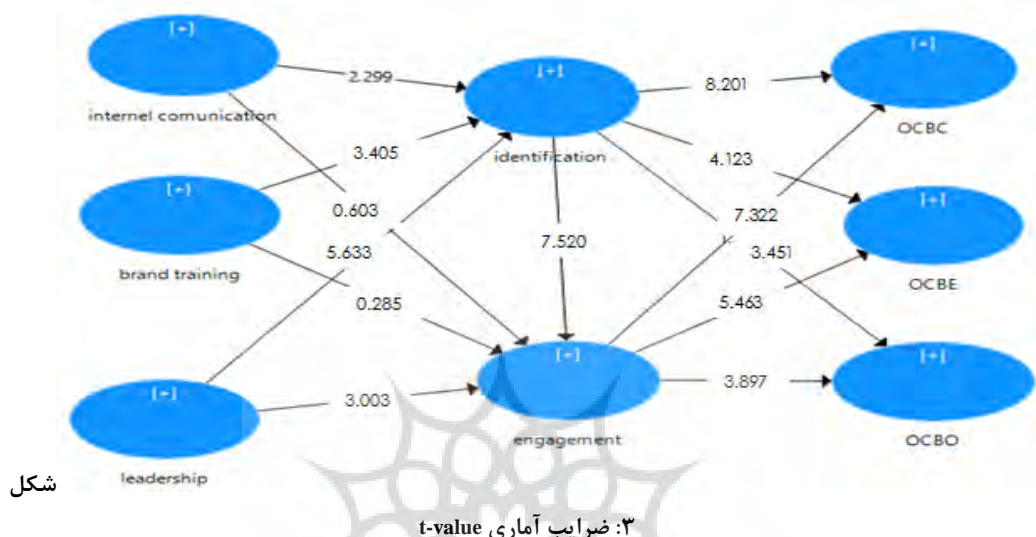 [+]
internel comunication
[+]
brand training
[+]
leadership
[+]
identification
[+]
engagement
[+]
OCBC
[+]
OCBE
[+]
OCBO
2.299
3.405
0.603
5.633
0.285
3.003
7.520
8.201
4.123
7.322
3.451
5.463
3.897
شکل
۳: ضرایب آماری t-value